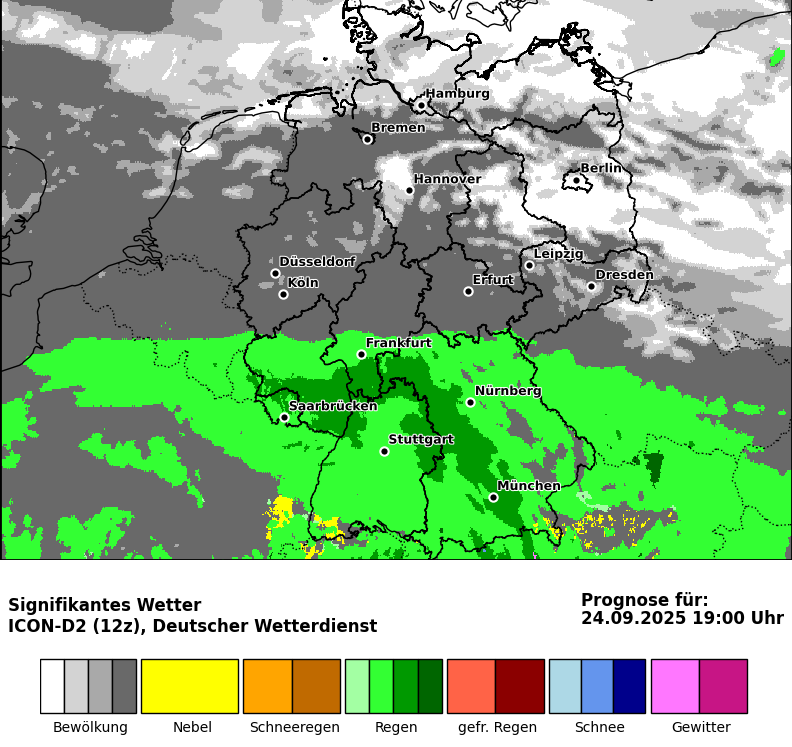 Hamburg
Bremen
Berlin
Hannover
Leipzig
Düsseldorf
Dresden
Köln
Erfurt
Frankfurt
Nürnberg
Saarbrücken
Stuttgart
München
Signifikantes Wetter
ICON-D2 (12z), Deutscher Wetterdienst
Prognose für:
24.09.2025 19:00 Uhr
Bewölkung Nebel Schneeregen Regen gefr. Regen Schnee Gewitter